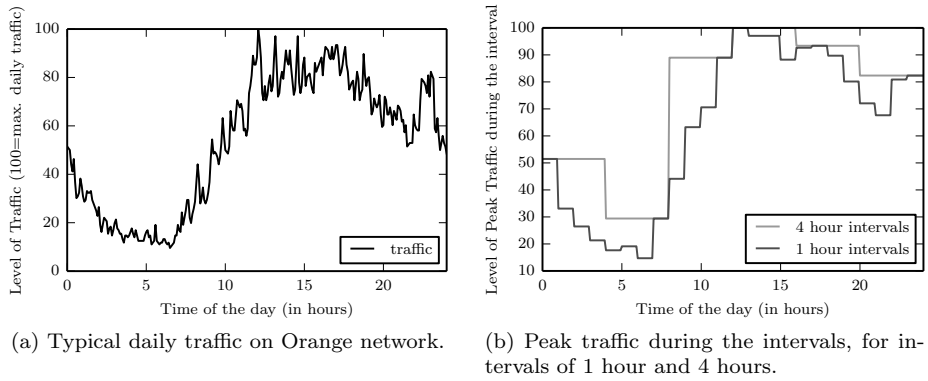 Level of Traffic (100=max. daily traffic)
100
80
60
40
20
0
0 5 10 15 20
Time of the day (in hours)
traffic
(a) Typical daily traffic on Orange network.
Level of Peak Traffic during the interval
100
90
80
70
60
50
40
30
20
10
0 5 10 15 20
Time of the day (in hours)
4 hour intervals
1 hour intervals
(b) Peak traffic during the intervals, for in-
tervals of 1 hour and 4 hours.